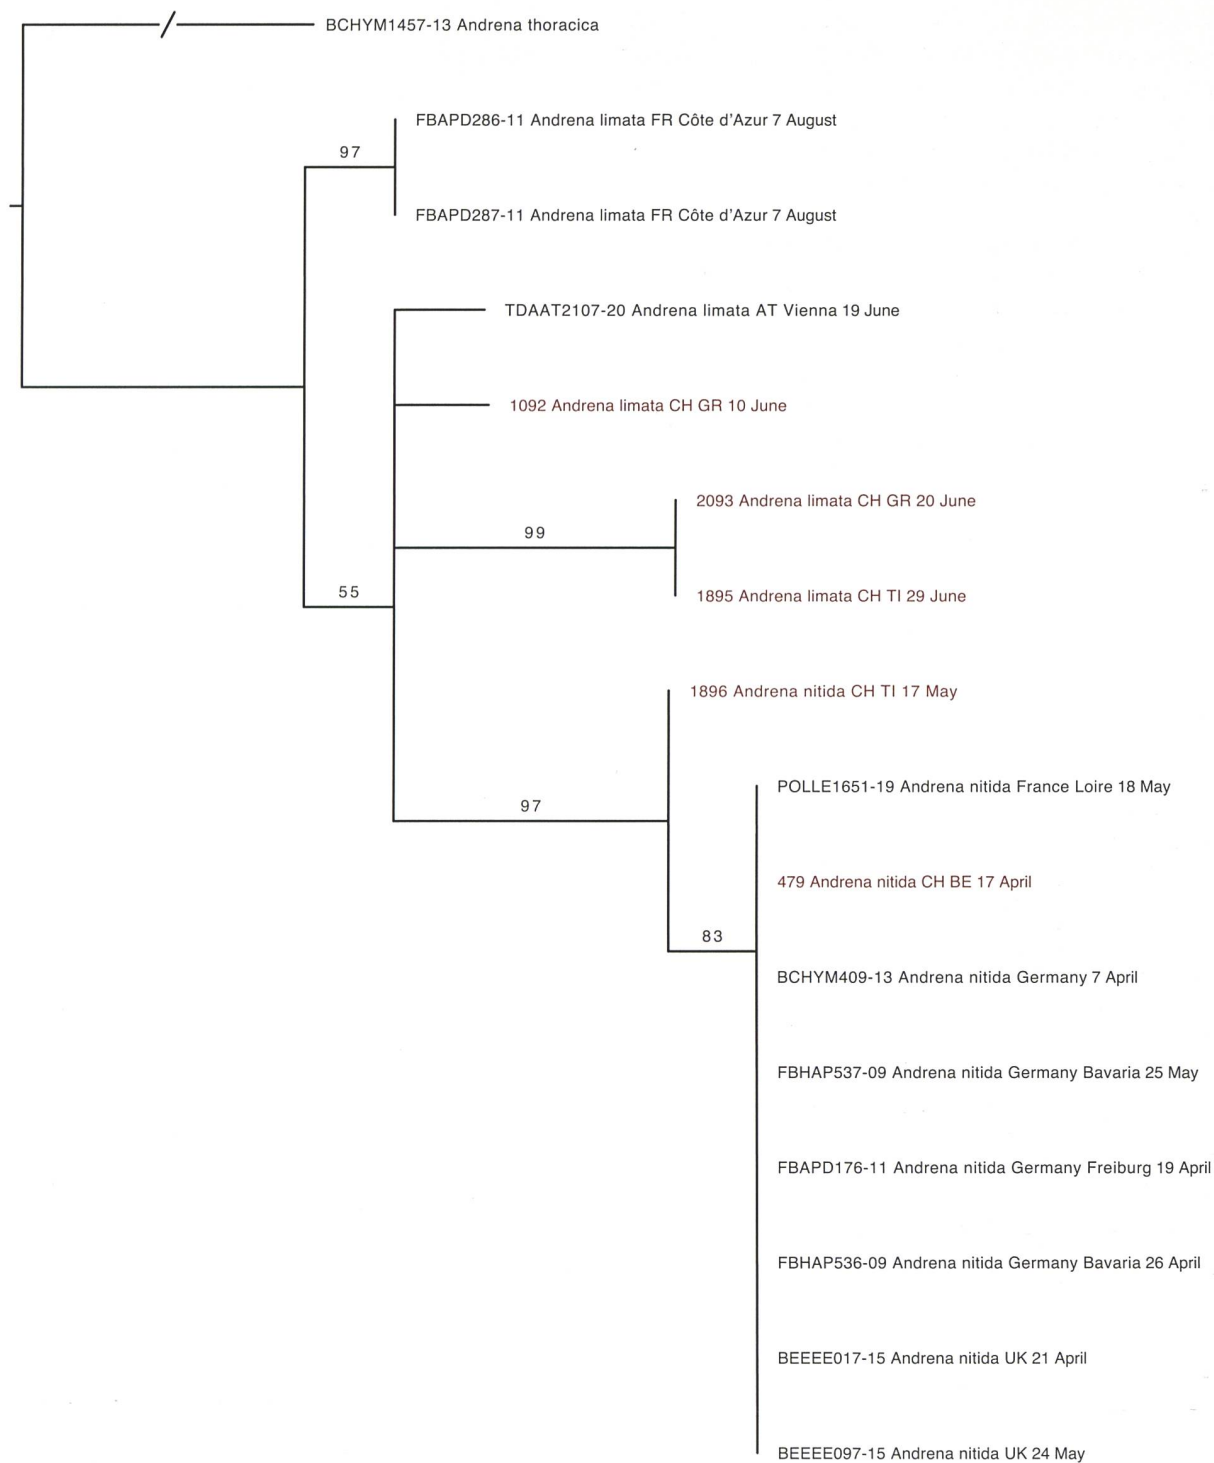 BCHYM1457-13 Andrena thoracica
FBAPD286-11 Andrena limata FR Côte d'Azur 7 August
97
FBAPD287-11 Andrena limata FR Côte d'Azur 7 August
TDAAT2107-20 Andrena limata AT Vienna 19 June
1092 Andrena limata CH GR 10 June
2093 Andrena limata CH GR 20 June
99
55
1895 Andrena limata CH TI 29 June
1896 Andrena nitida CH TI 17 May
POLLE1651-19 Andrena nitida France Loire 18 May
97
479 Andrena nitida CH BE 17 April
83
BCHYM409-13 Andrena nitida Germany 7 April
FBHAP537-09 Andrena nitida Germany Bavaria 25 May
FBAPD176-11 Andrena nitida Germany Freiburg 19 April
FBHAP536-09 Andrena nitida Germany Bavaria 26 April
BEEEE017-15 Andrena nitida UK 21 April
BEEEE097-15 Andrena nitida UK 24 May